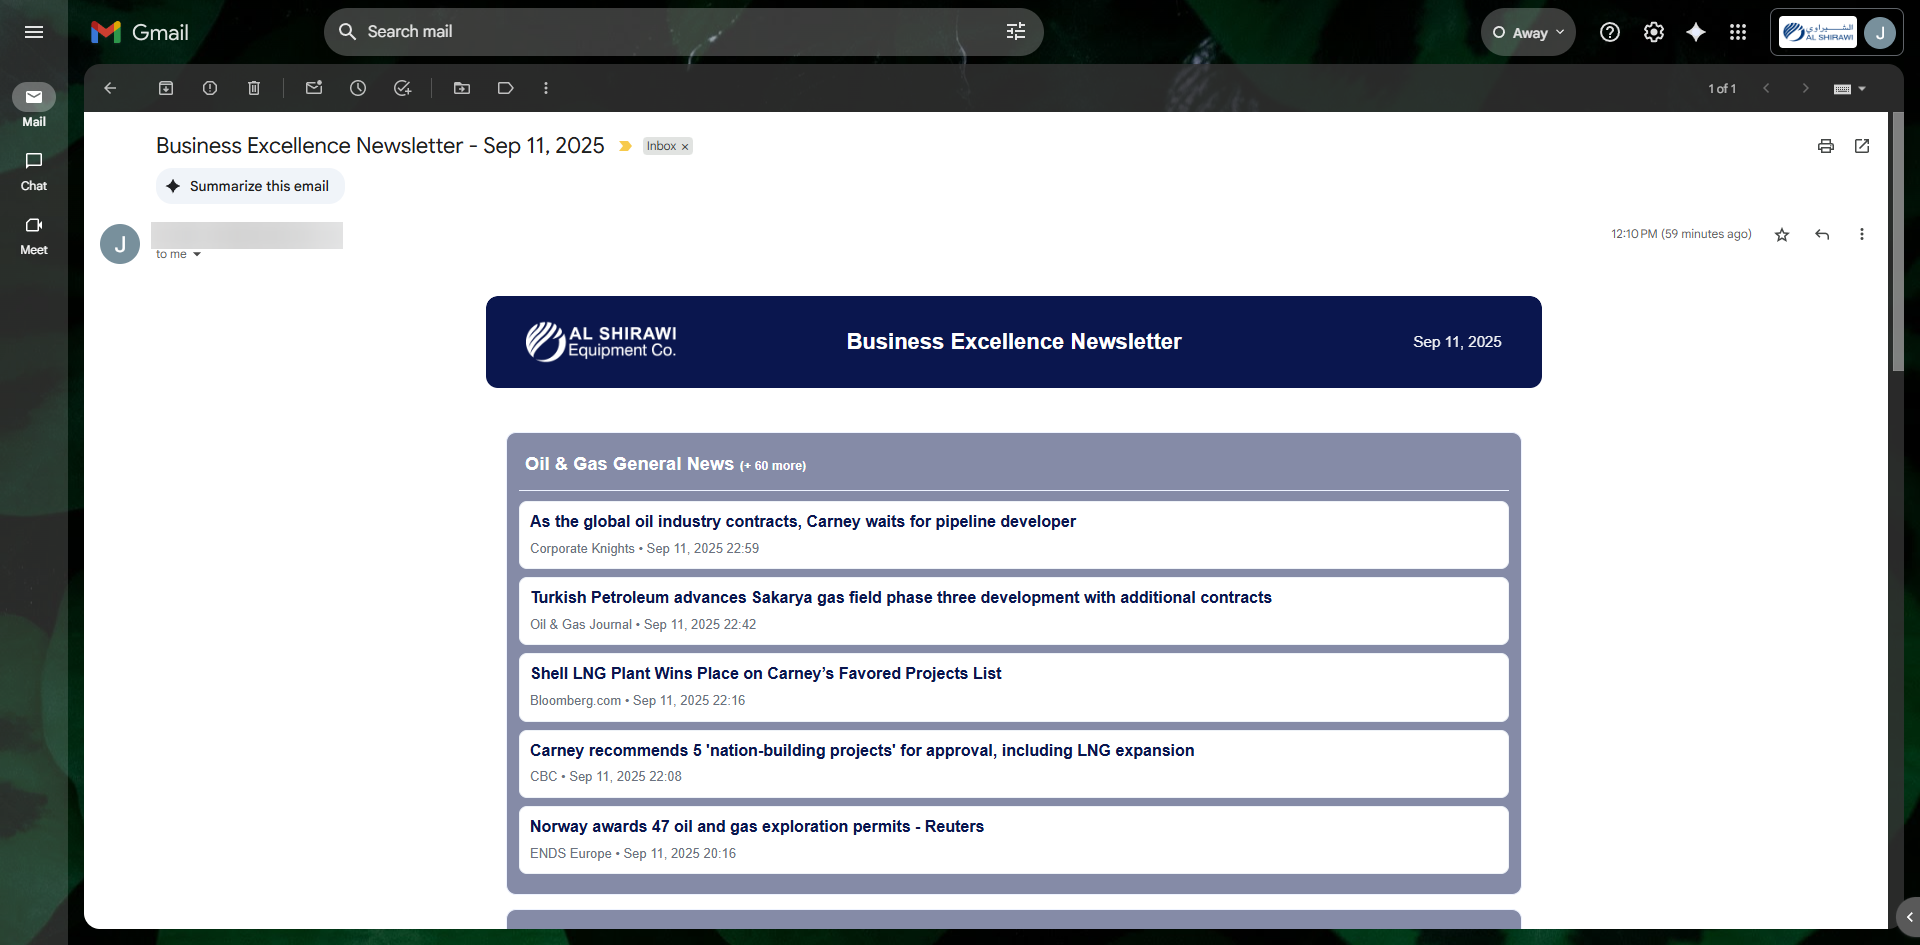 Gmail
Search mail
Away
الشيراوي
AL SHIRAWI
J
Mail
Chat
Meet
1 of 1
Business Excellence Newsletter - Sep 11, 2025
Inbox ×
Summarize this email
J
12:10 PM (59 minutes ago)
to me
AL SHIRAWI
Equipment Co.
Business Excellence Newsletter
Sep 11, 2025
Oil & Gas General News (+ 60 more)
As the global oil industry contracts, Carney waits for pipeline developer
Corporate Knights • Sep 11, 2025 22:59
Turkish Petroleum advances Sakarya gas field phase three development with additional contracts
Oil & Gas Journal • Sep 11, 2025 22:42
Shell LNG Plant Wins Place on Carney’s Favored Projects List
Bloomberg.com • Sep 11, 2025 22:16
Carney recommends 5 'nation-building projects' for approval, including LNG expansion
CBC • Sep 11, 2025 22:08
Norway awards 47 oil and gas exploration permits - Reuters
ENDS Europe • Sep 11, 2025 20:16